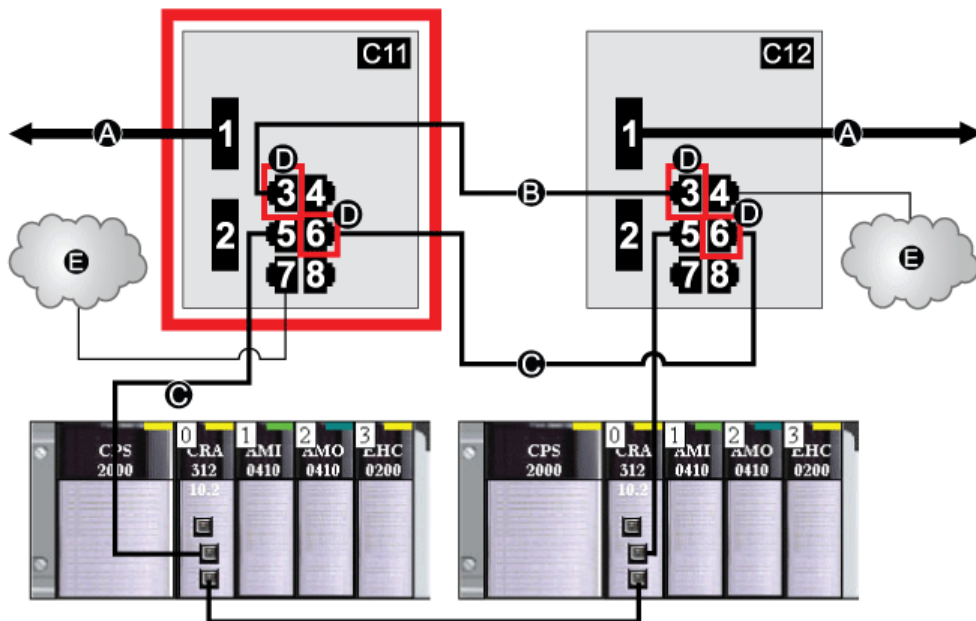 C11
C12
A
1
1
A
D
D
3 4
B
3 4
D
D
2
5 6
2
5 6
E
E
7 8
7 8
C
C
0 1 2 3
0 1 2 3
CPS 2000
CRA 312 10.2
AMI 0410
AMO 0410
EHC 0200
CPS 2000
CRA 312 10.2
AMI 0410
AMO 0410
EHC 0200